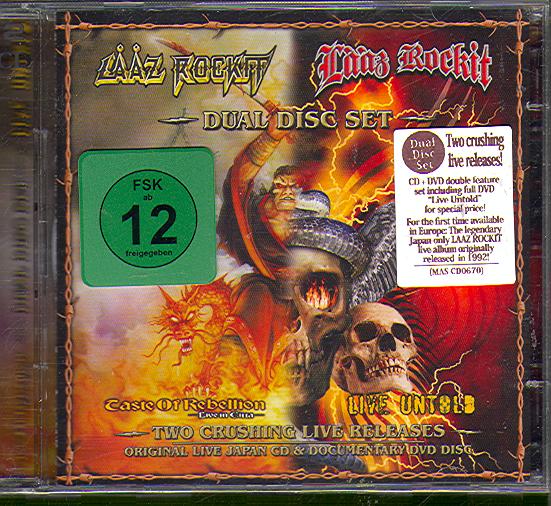 LÄÄZ ROCKIT
Lääz Rockit
DUAL DISC SET
FSK
ab
12
freigegeben
Dual
Disc
Set
Two crushing
live releases!
CD + DVD double feature
set including full DVD
"Live Untold"
for special price!
For the first time available
in Europe: The legendary
Japan only LAAZ ROCKIT
live album originally
released in 1992!
(MAS CD0670)
Taste Of Rebellion
Live in Citta
LIVE UNTOLD
TWO CRUSHING LIVE RELEASES
ORIGINAL LIVE JAPAN CD & DOCUMENTARY DVD DISC